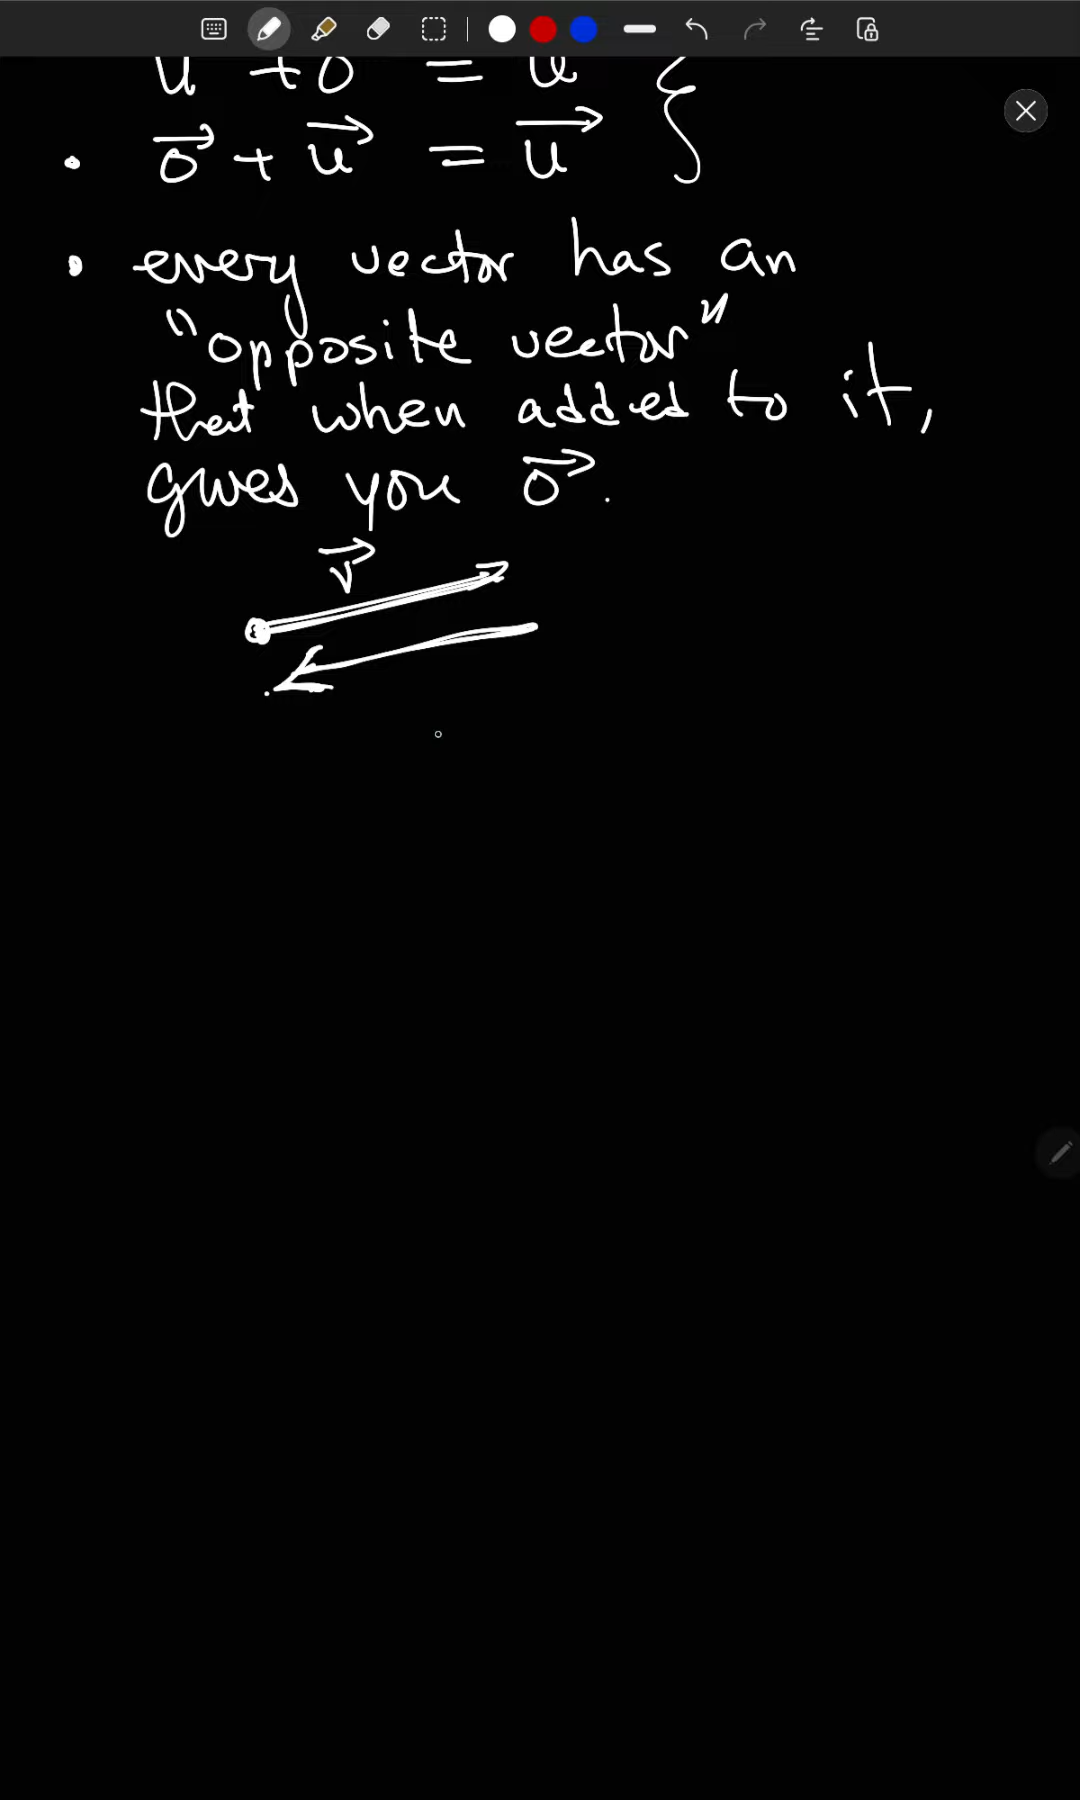 u + 0 = u }
• 0⃗ + u⃗ = u⃗
• every vector has an
"opposite vector"
that when added to it,
gives you 0⃗.
v⃗